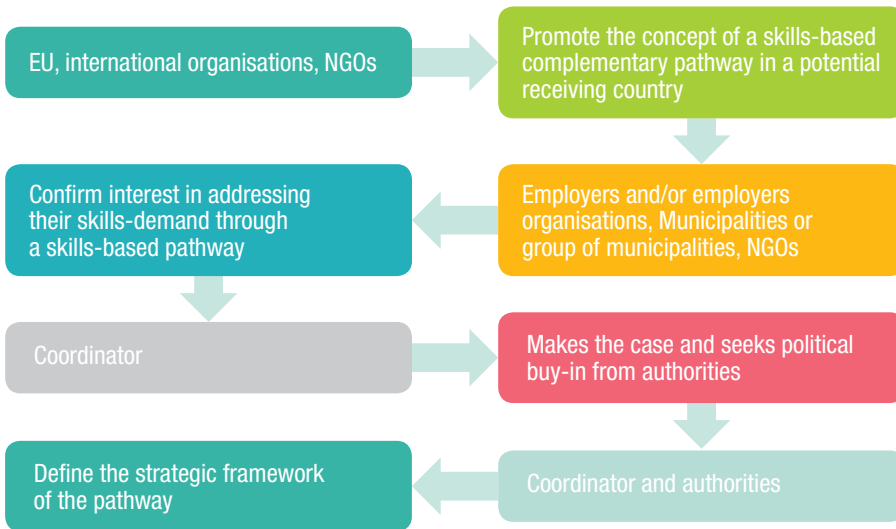 EU, international organisations, NGOs
Promote the concept of a skills-based
complementary pathway in a potential
receiving country
Employers and/or employers
organisations, Municipalities or
group of municipalities, NGOs
Confirm interest in addressing
their skills-demand through
a skills-based pathway
Coordinator
Makes the case and seeks political
buy-in from authorities
Coordinator and authorities
Define the strategic framework
of the pathway